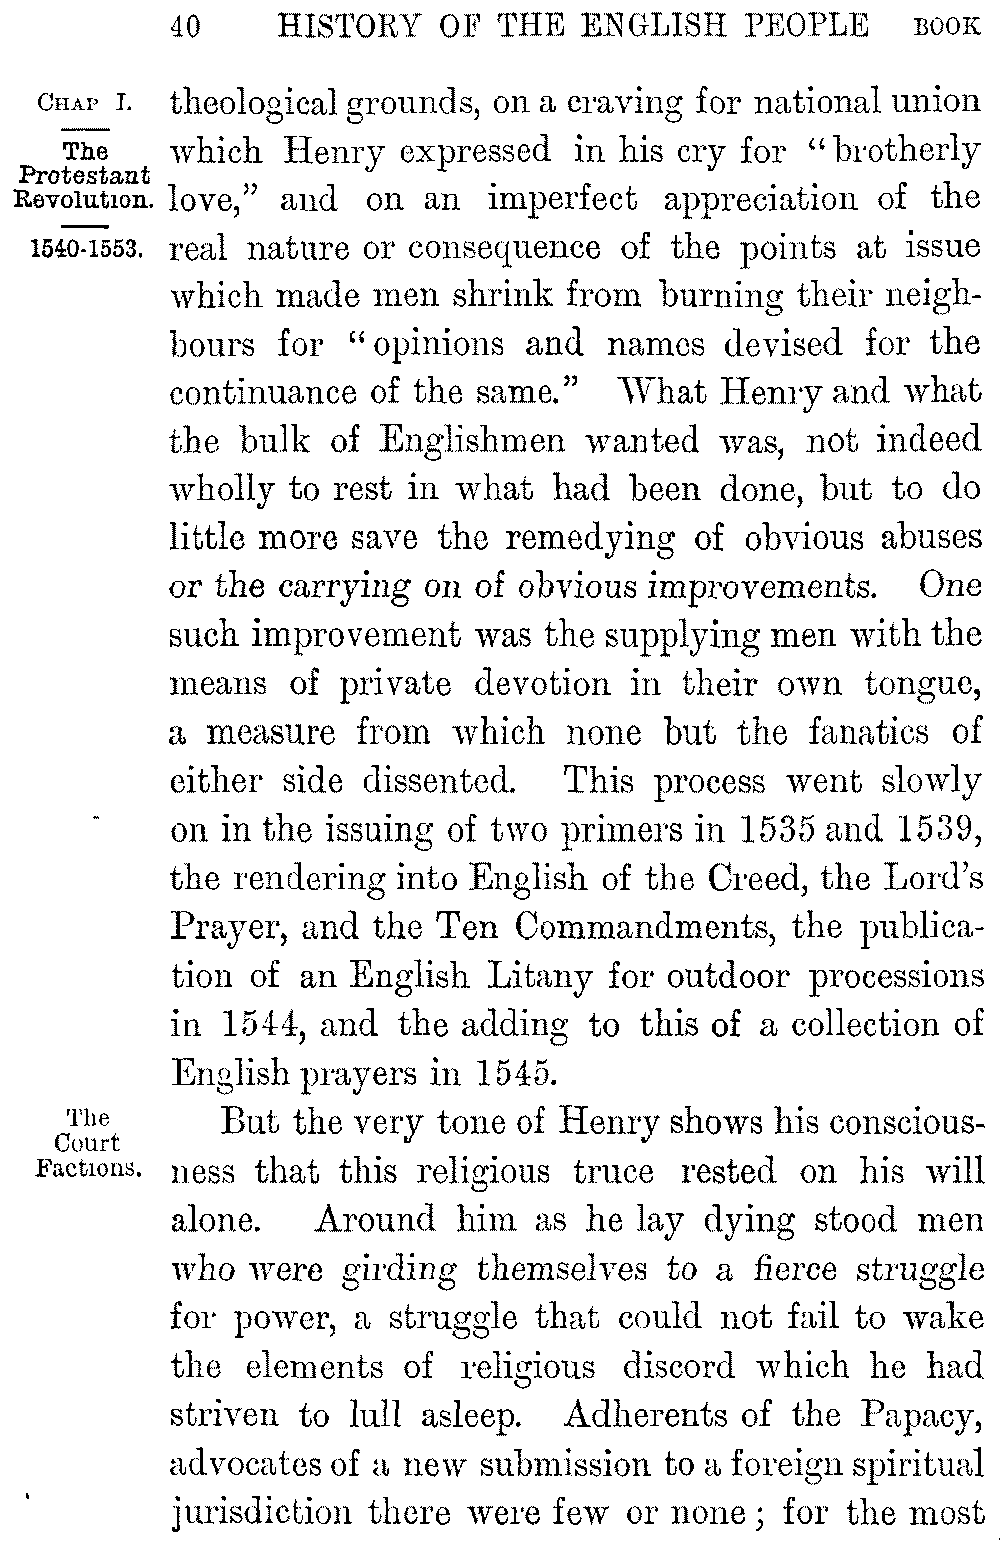 40 HISTORY OF THE ENGLISH PEOPLE BOOK
CHAP I.
The
Protestant
Revolution.
1540-1553.
theological grounds, on a craving for national union
which Henry expressed in his cry for “brotherly
love,” and on an imperfect appreciation of the
real nature or consequence of the points at issue
which made men shrink from burning their neigh-
bours for “opinions and names devised for the
continuance of the same.” What Henry and what
the bulk of Englishmen wanted was, not indeed
wholly to rest in what had been done, but to do
little more save the remedying of obvious abuses
or the carrying on of obvious improvements. One
such improvement was the supplying men with the
means of private devotion in their own tongue,
a measure from which none but the fanatics of
either side dissented. This process went slowly
on in the issuing of two primers in 1535 and 1539,
the rendering into English of the Creed, the Lord’s
Prayer, and the Ten Commandments, the publica-
tion of an English Litany for outdoor processions
in 1544, and the adding to this of a collection of
English prayers in 1545.
The
Court
Factions.
But the very tone of Henry shows his conscious-
ness that this religious truce rested on his will
alone. Around him as he lay dying stood men
who were girding themselves to a fierce struggle
for power, a struggle that could not fail to wake
the elements of religious discord which he had
striven to lull asleep. Adherents of the Papacy,
advocates of a new submission to a foreign spiritual
jurisdiction there were few or none; for the most